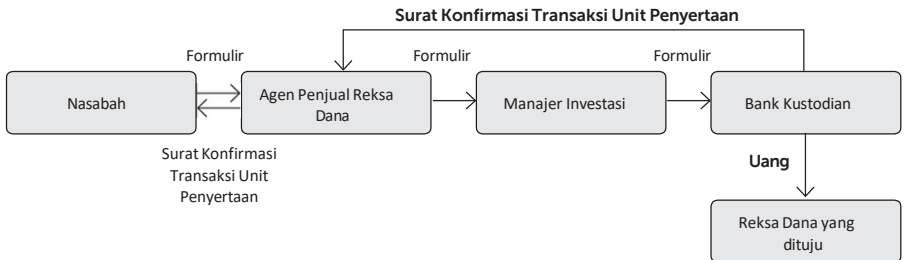 Surat Konfirmasi Transaksi Unit Penyertaan
Formulir
Formulir
Formulir
Nasabah
Agen Penjual Reksa
Dana
Manajer Investasi
Bank Kustodian
Surat Konfirmasi
Transaksi Unit
Penyertaan
Uang
Reksa Dana yang
dituju